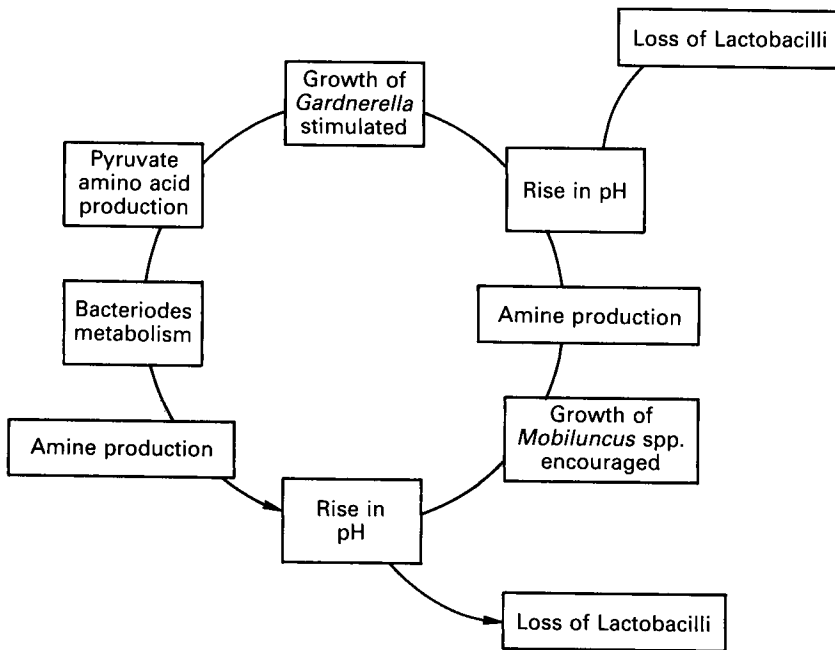 Loss of Lactobacilli
Growth of
Gardnerella
stimulated
Pyruvate
amino acid
production
Rise in pH
Bacteriodes
metabolism
Amine production
Growth of
Mobiluncus spp.
encouraged
Amine production
Rise in
pH
Loss of Lactobacilli